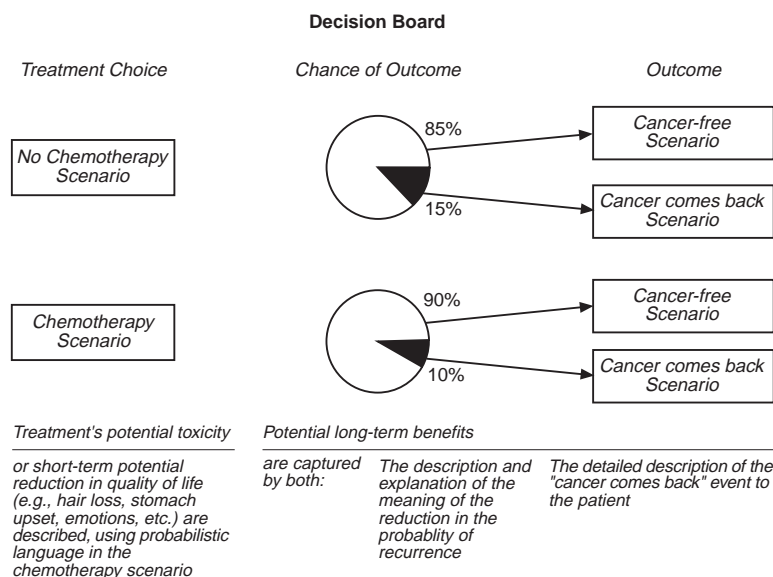 Decision Board
Treatment Choice
Chance of Outcome
Outcome
No Chemotherapy
Scenario
85%
15%
Cancer-free
Scenario
Cancer comes back
Scenario
Chemotherapy
Scenario
90%
10%
Cancer-free
Scenario
Cancer comes back
Scenario
Treatment's potential toxicity
or short-term potential
reduction in quality of life
(e.g., hair loss, stomach
upset, emotions, etc.) are
described, using probabilistic
language in the
chemotherapy scenario
Potential long-term benefits
are captured
by both:
The description and
explanation of the
meaning of the
reduction in the
probablity of
recurrence
The detailed description of the
"cancer comes back" event to
the patient